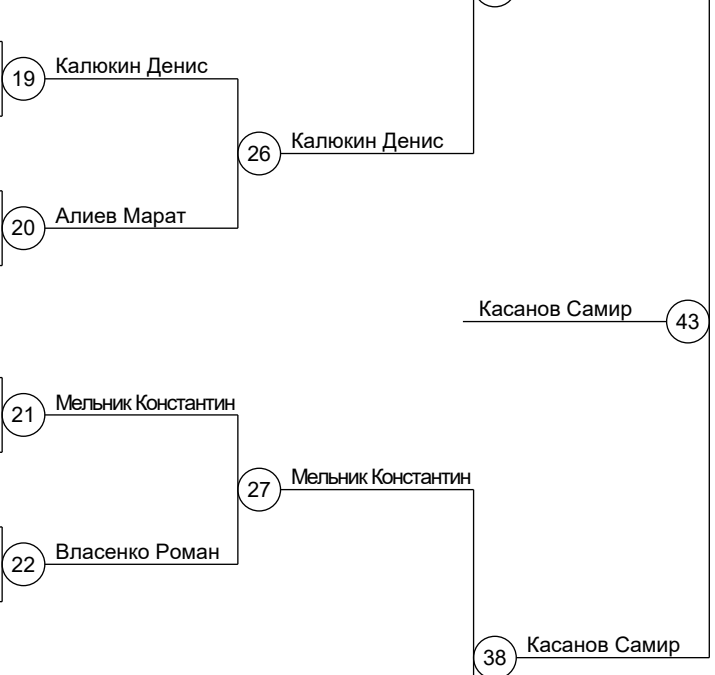 19 Калюкин Денис
26 Калюкин Денис
20 Алиев Марат
Касанов Самир 43
21 Мельник Константин
27 Мельник Константин
22 Власенко Роман
38 Касанов Самир